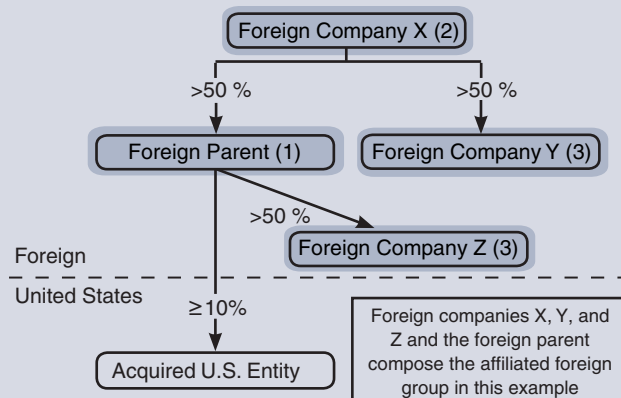 Foreign Company X (2)
>50 %
>50 %
Foreign Parent (1)
Foreign Company Y (3)
>50 %
Foreign Company Z (3)
Foreign
United States
≥10%
Acquired U.S. Entity
Foreign companies X, Y, and
Z and the foreign parent
compose the affiliated foreign
group in this example